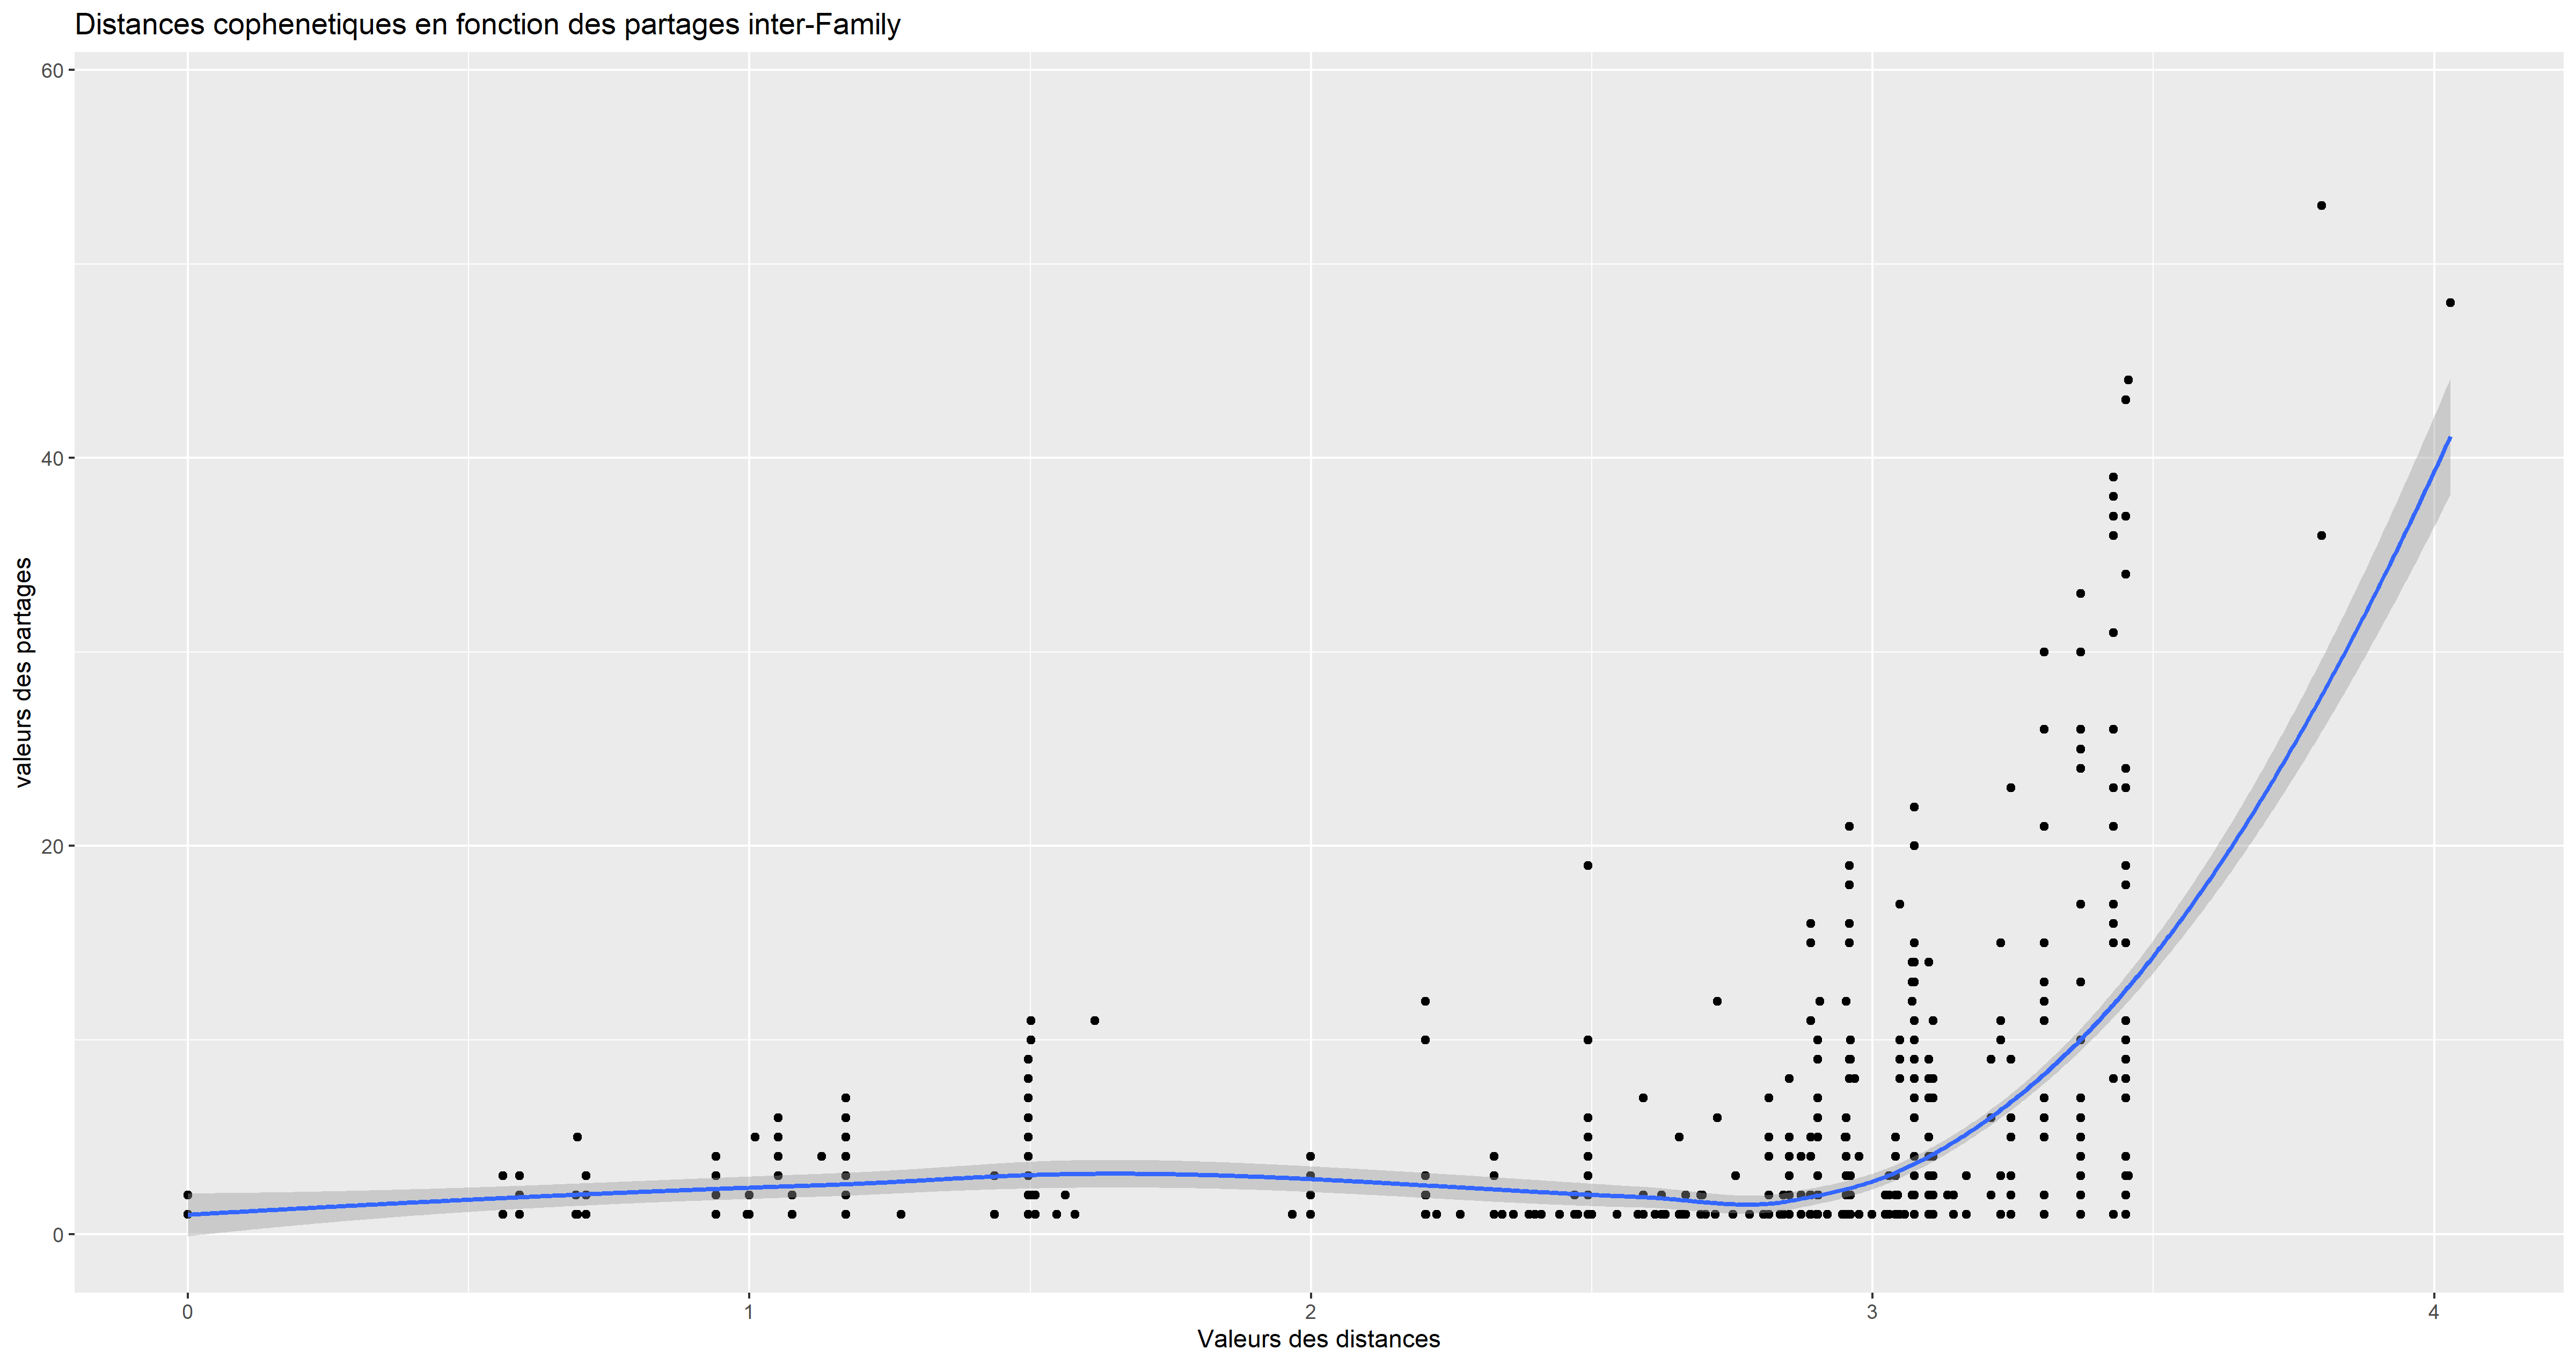 Distances cophenetiques en fonction des partages inter-Family
60
40
20
0
valeurs des partages
0 1 2 3 4
Valeurs des distances